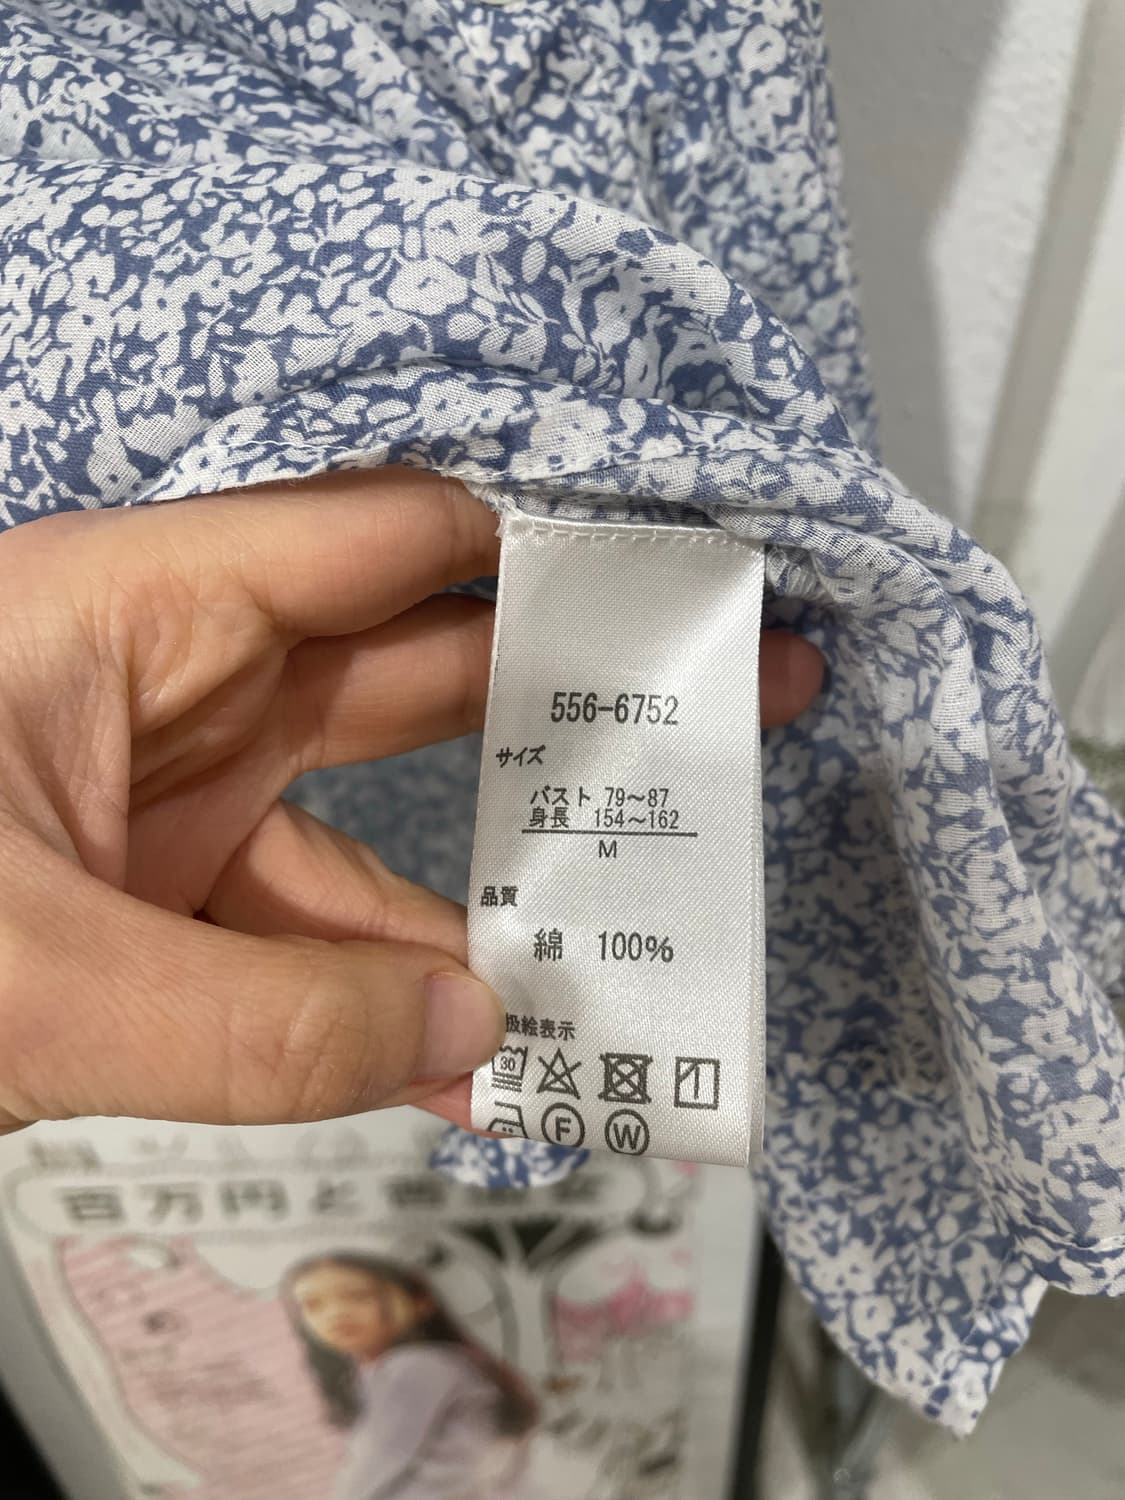 556-6752
サイズ
バスト 79～87
身長 154～162
M
品質
綿 100%
扱絵表示
30
F W
百万円と